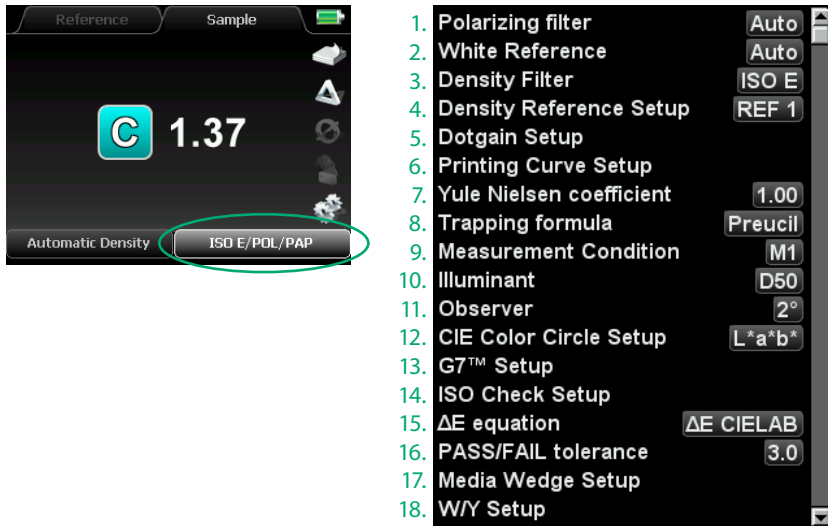 Reference Sample
C 1.37
Automatic Density ISO E/POL/PAP
1. Polarizing filter Auto
2. White Reference Auto
3. Density Filter ISO E
4. Density Reference Setup REF 1
5. Dotgain Setup
6. Printing Curve Setup
7. Yule Nielsen coefficient 1.00
8. Trapping formula Preucil
9. Measurement Condition M1
10. Illuminant D50
11. Observer 2°
12. CIE Color Circle Setup L*a*b*
13. G7™ Setup
14. ISO Check Setup
15. ΔE equation ΔE CIELAB
16. PASS/FAIL tolerance 3.0
17. Media Wedge Setup
18. W/Y Setup